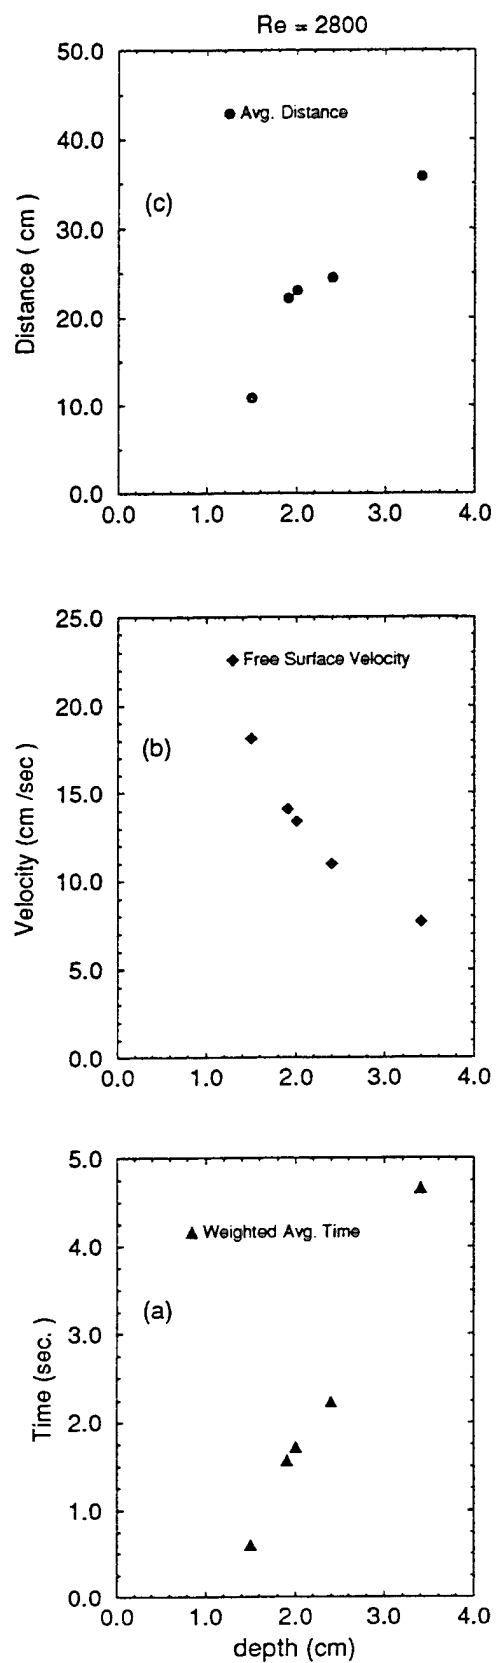 Re = 2800
50.0
Avg. Distance
40.0
(c)
30.0
Distance ( cm )
20.0
10.0
0.0
0.0 1.0 2.0 3.0 4.0
25.0
Free Surface Velocity
20.0
(b)
15.0
Velocity (cm /sec )
10.0
5.0
0.0
0.0 1.0 2.0 3.0 4.0
5.0
Weighted Avg. Time
4.0
(a)
3.0
Time (sec.)
2.0
1.0
0.0
0.0 1.0 2.0 3.0 4.0
depth (cm)